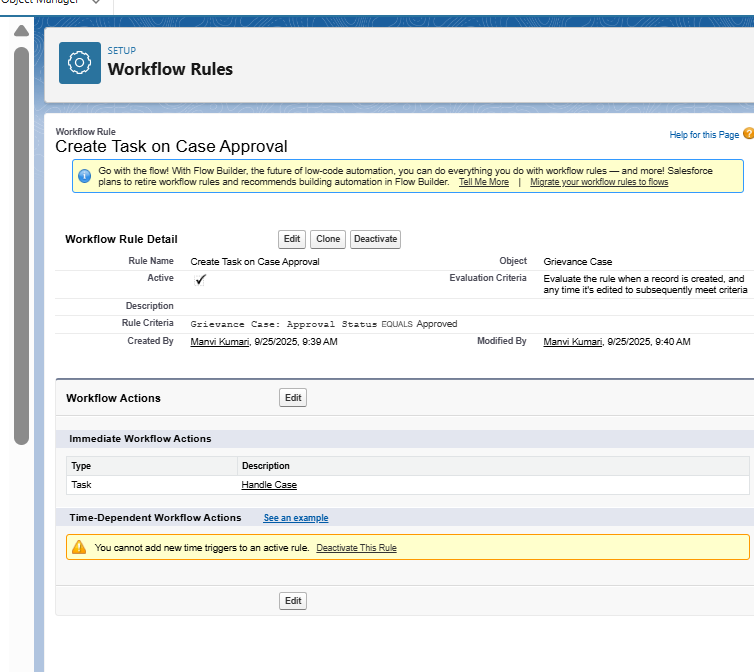 Object Manager
SETUP
Workflow Rules
Workflow Rule
Create Task on Case Approval
Help for this Page
Go with the flow! With Flow Builder, the future of low-code automation, you can do everything you do with workflow rules — and more! Salesforce
plans to retire workflow rules and recommends building automation in Flow Builder. Tell Me More | Migrate your workflow rules to flows
Workflow Rule Detail Edit Clone Deactivate
Rule Name Create Task on Case Approval Object Grievance Case
Active Evaluation Criteria Evaluate the rule when a record is created, and
any time it's edited to subsequently meet criteria
Description
Rule Criteria Grievance Case: Approval Status EQUALS Approved
Created By Manvi Kumari, 9/25/2025, 9:39 AM Modified By Manvi Kumari, 9/25/2025, 9:40 AM
Workflow Actions Edit
Immediate Workflow Actions
Type Description
Task Handle Case
Time-Dependent Workflow Actions See an example
You cannot add new time triggers to an active rule. Deactivate This Rule
Edit